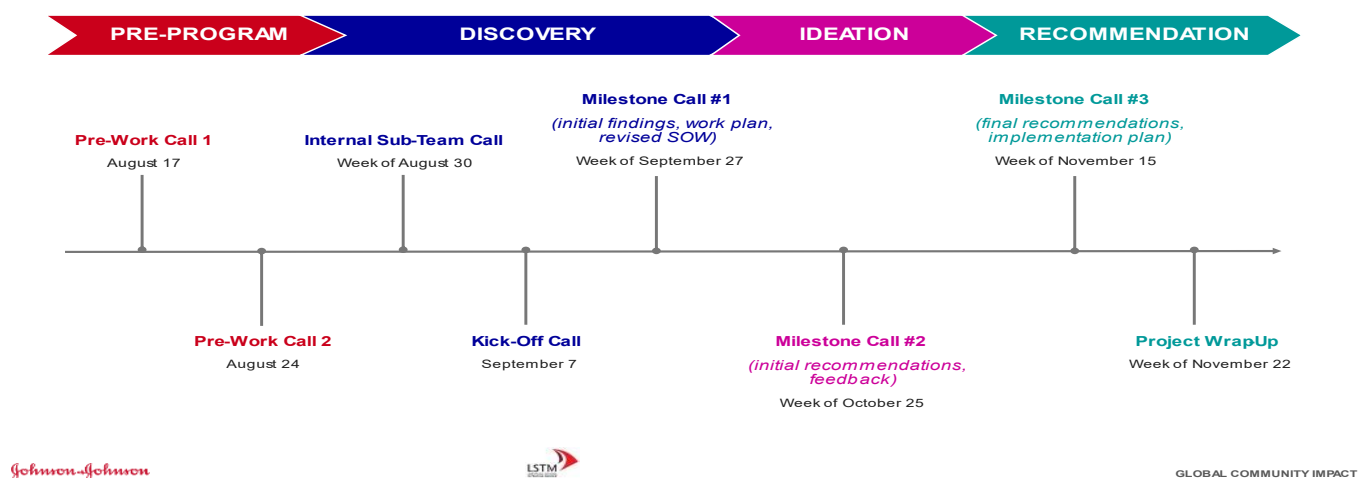 PRE-PROGRAM
DISCOVERY
IDEATION
RECOMMENDATION
Pre-Work Call 1
August 17
Internal Sub-Team Call
Week of August 30
Milestone Call #1
(initial findings, work plan,
revised SOW)
Week of September 27
Milestone Call #3
(final recommendations,
implementation plan)
Week of November 15
Pre-Work Call 2
August 24
Kick-Off Call
September 7
Milestone Call #2
(initial recommendations,
feedback)
Week of October 25
Project WrapUp
Week of November 22
Johnson&Johnson
LSTM
GLOBAL COMMUNITY IMPACT